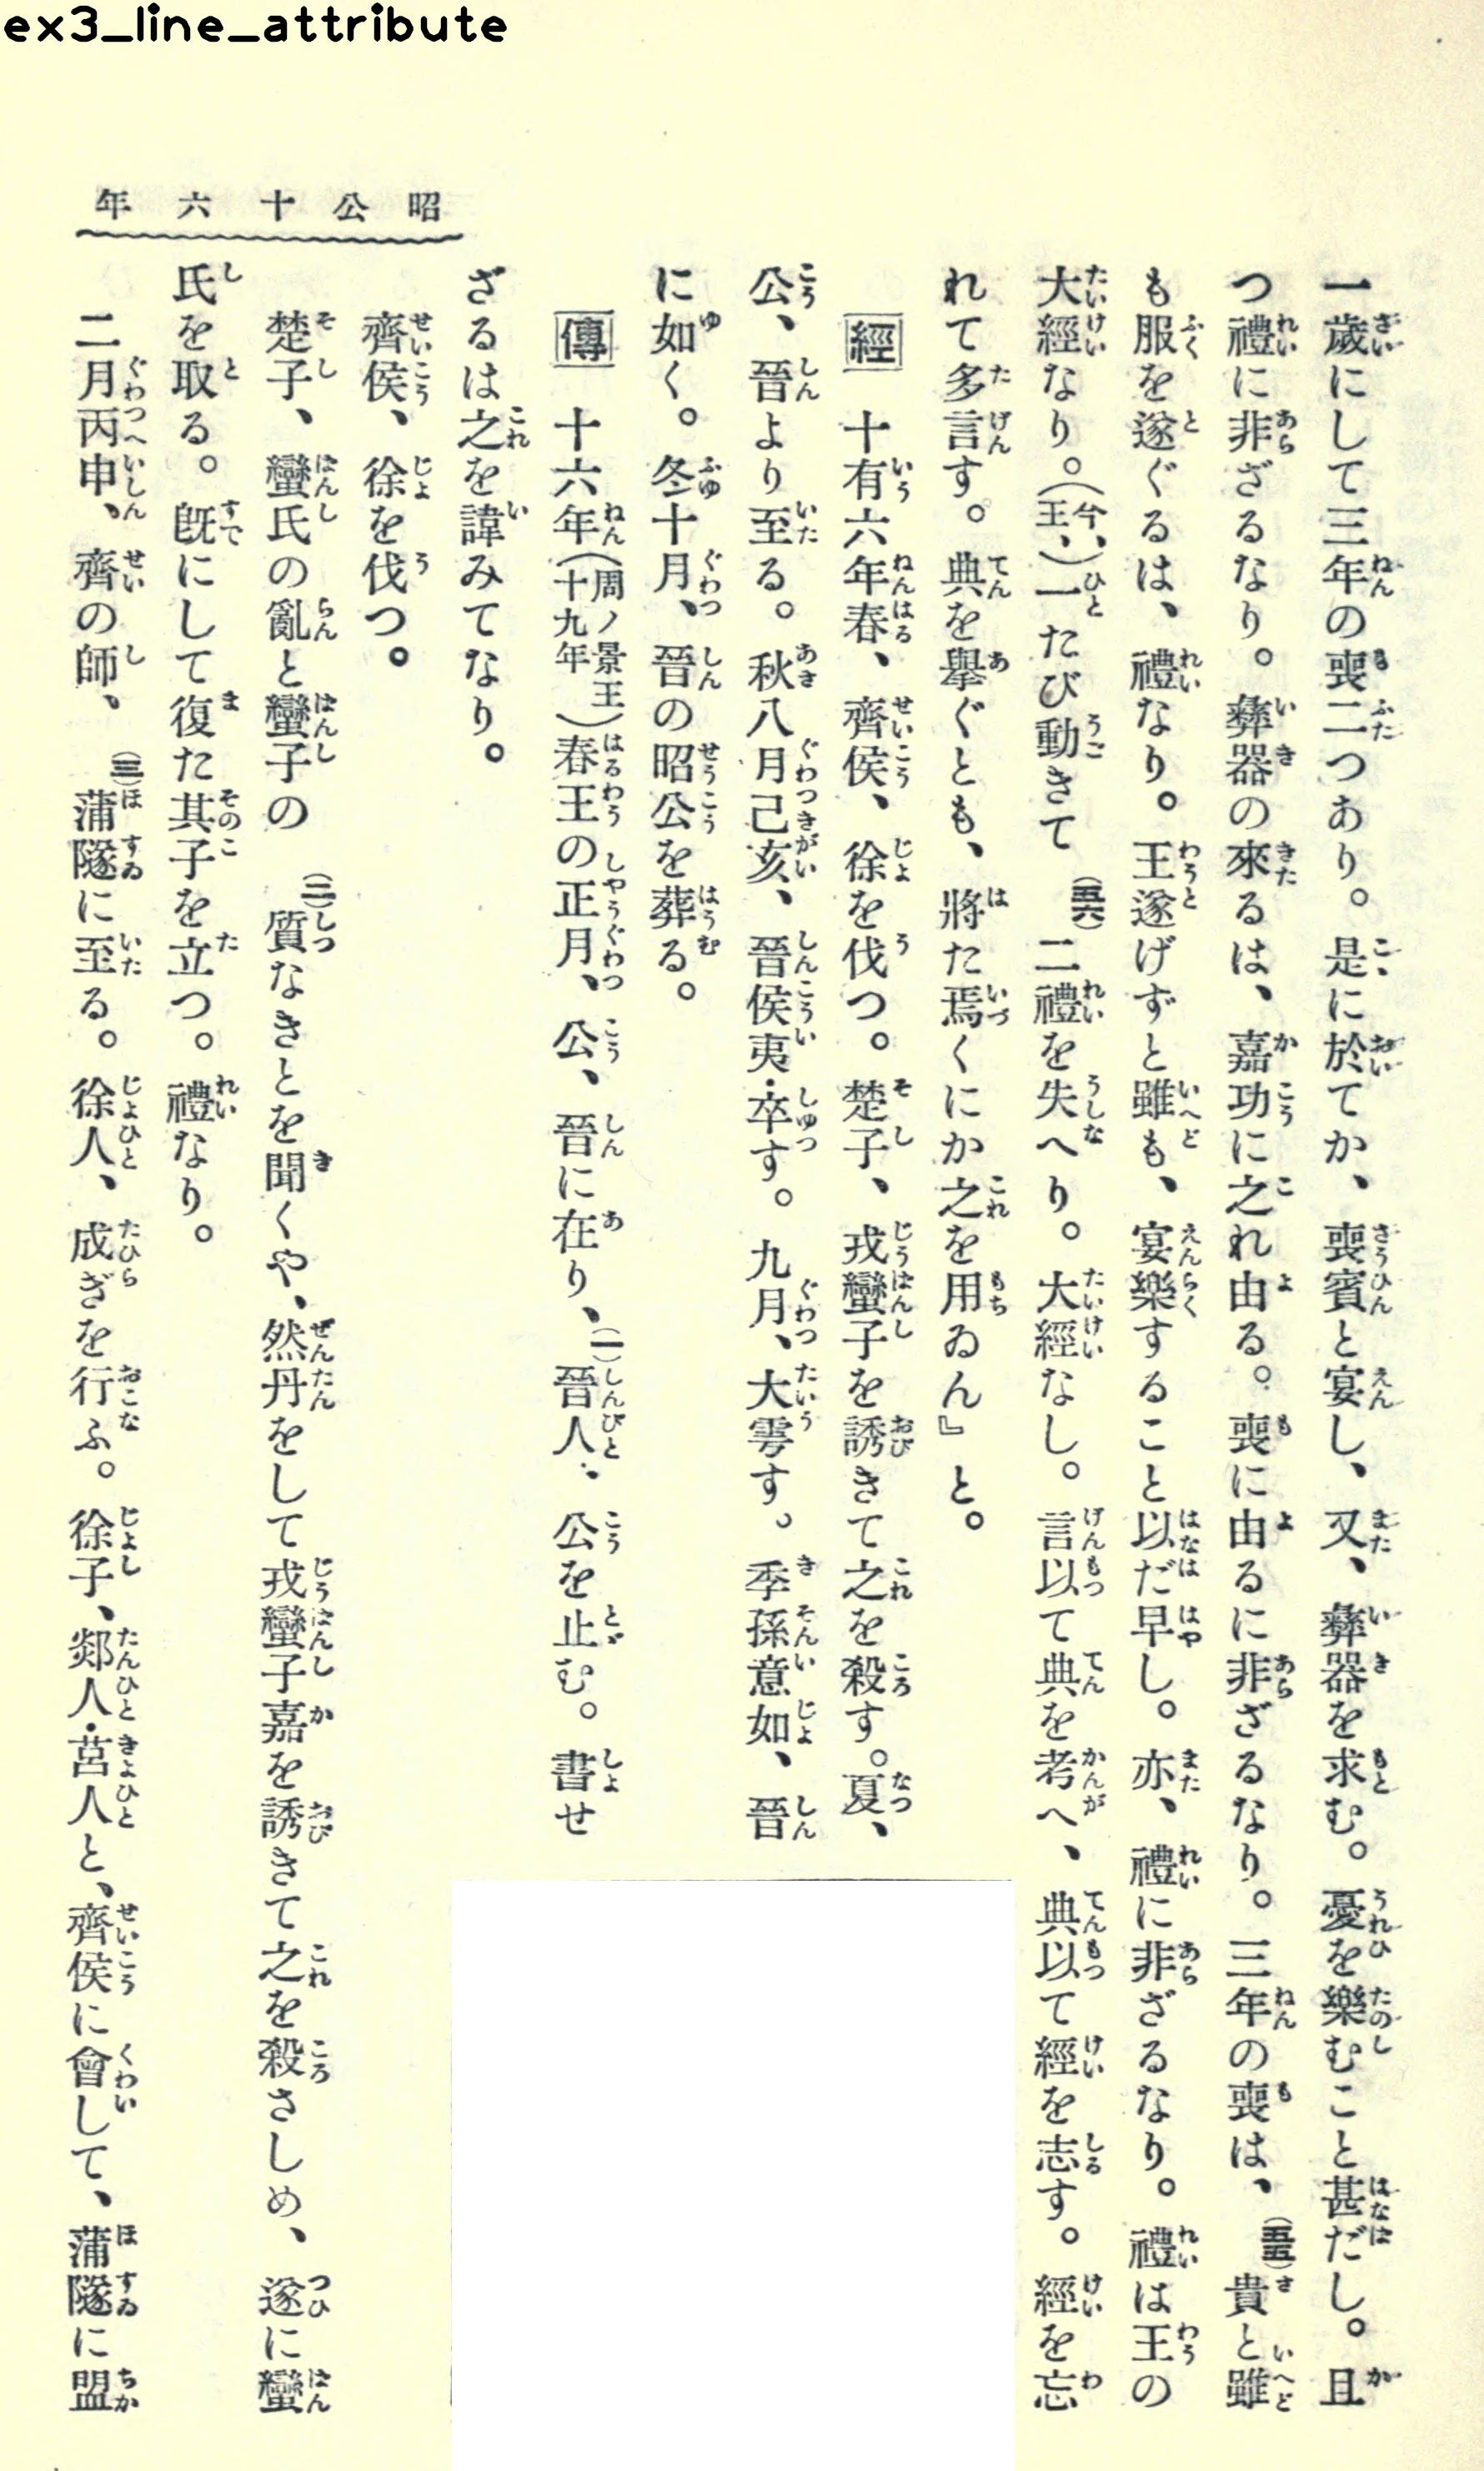 ex3_line_attribute
昭公十六年
一歲にして三年の喪二つあり。是に於てか、喪賓と宴し、又、彝器を求む。憂を樂むこと甚だし。且
つ禮に非ざるなり。彝器の來るは、嘉功に之れ由る。喪に由るに非ざるなり。三年の喪は、(五五)貴と雖
も服を遂ぐるは、禮なり。王遂げずと雖も、宴樂すること以だ早し。亦、禮に非ざるなり。禮は王の
大經なり。(今、王、)一たび動きて(五六)二禮を失へり。大經なし。言以て典を考へ、典以て經を志す。經を忘
れて多言す。典を擧ぐとも、將た焉くにか之を用ゐん』と。
經 十有六年春、齊侯、徐を伐つ。楚子、戎蠻子を誘きて之を殺す。夏、
公、晉より至る。秋八月己亥、晉侯夷・卒す。九月、大雩す。季孫意如、晉
に如く。冬十月、晉の昭公を葬る。
傳 十六年(周ノ景王十九年)春王の正月、公、晉に在り、(一)晉人、公を止む。書せ
ざるは之を諱みてなり。
齊侯、徐を伐つ。
楚子、蠻氏の亂と蠻子の(二)質なきとを聞くや、然丹をして戎蠻子嘉を誘きて之を殺さしめ、遂に蠻
氏を取る。旣にして復た其子を立つ。禮なり。
二月丙申、齊の師、(三)蒲隧に至る。徐人、成ぎを行ふ。徐子、郯人・莒人と、齊侯に會して、蒲隧に盟